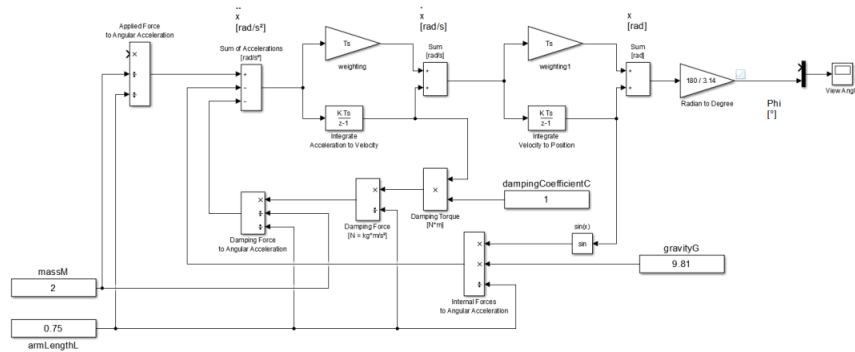 ..
x
[rad/s²]
.
x
[rad/s]
x
[rad]
Applied Force
to Angular Acceleration
×
÷
÷
Sum of Accelerations
[rad/s²]
+
−
−
Ts
weighting
Sum
[rad/s]
+
+
Ts
weighting1
Sum
[rad]
+
+
180 / 3.14
Radian to Degree
Phi
[°]
View Angl
K Ts
z-1
Integrate
Acceleration to Velocity
K Ts
z-1
Integrate
Velocity to Position
×
÷
÷
Damping Force
to Angular Acceleration
×
÷
Damping Force
[N = kg*m/s²]
×
Damping Torque
[N*m]
dampingCoefficientC
1
sin(x)
sin
gravityG
9.81
×
×
÷
Internal Forces
to Angular Acceleration
massM
2
0.75
armLengthL